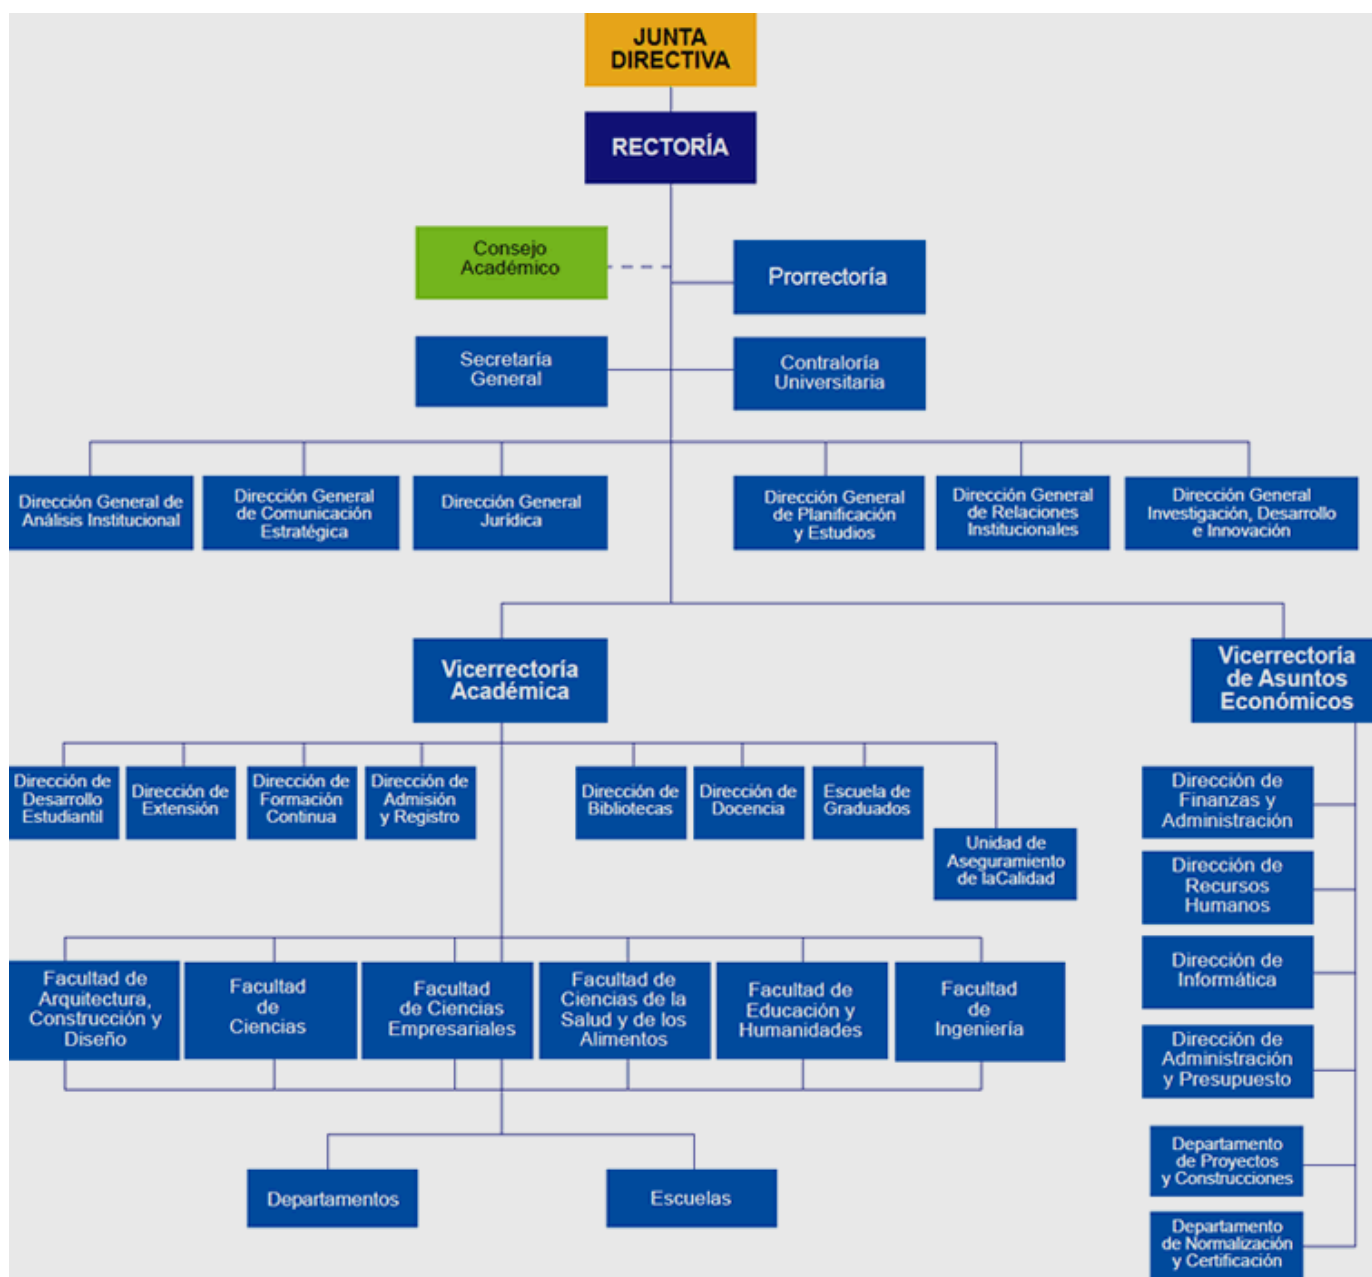 JUNTA
DIRECTIVA
RECTORÍA
Consejo
Académico
Prorrectoría
Secretaría
General
Contraloría
Universitaria
Dirección General de
Análisis Institucional
Dirección General
de Comunicación
Estratégica
Dirección General
Jurídica
Dirección General
de Planificación
y Estudios
Dirección General
de Relaciones
Institucionales
Dirección General
Investigación, Desarrollo
e Innovación
Vicerrectoría
Académica
Vicerrectoría
de Asuntos
Económicos
Dirección de
Desarrollo
Estudiantil
Dirección de
Extensión
Dirección de
Formación
Continua
Dirección de
Admisión
y Registro
Dirección de
Bibliotecas
Dirección de
Docencia
Escuela de
Graduados
Unidad de
Aseguramiento
de laCalidad
Facultad de
Arquitectura,
Construcción y
Diseño
Facultad
de
Ciencias
Facultad
de Ciencias
Empresariales
Facultad de
Ciencias de la
Salud y de los
Alimentos
Facultad de
Educación y
Humanidades
Facultad
de
Ingeniería
Departamentos
Escuelas
Dirección de
Finanzas y
Administración
Dirección de
Recursos
Humanos
Dirección de
Informática
Dirección de
Administración
y Presupuesto
Departamento
de Proyectos
y Construcciones
Departamento
de Normalización
y Certificación